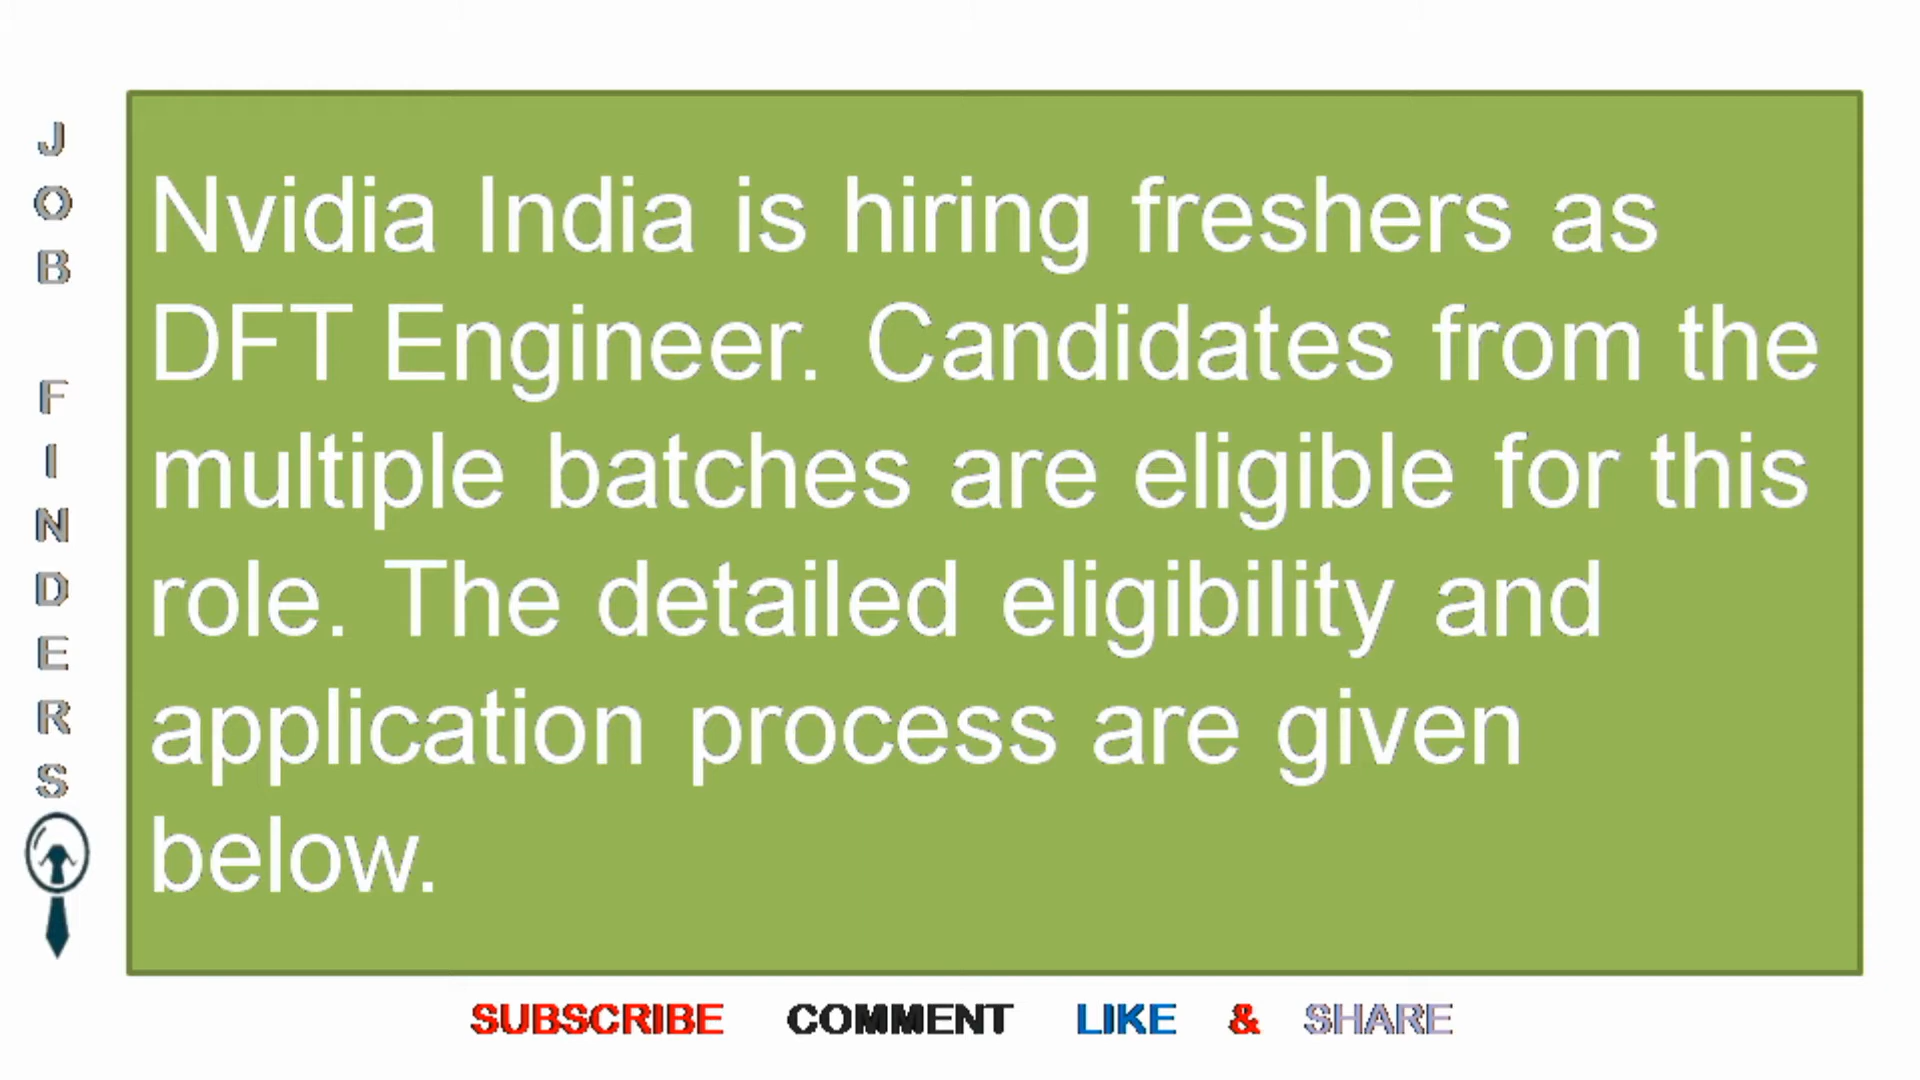 JOB FINDERS
Nvidia India is hiring freshers as
DFT Engineer. Candidates from the
multiple batches are eligible for this
role. The detailed eligibility and
application process are given
below.
SUBSCRIBE COMMENT LIKE & SHARE